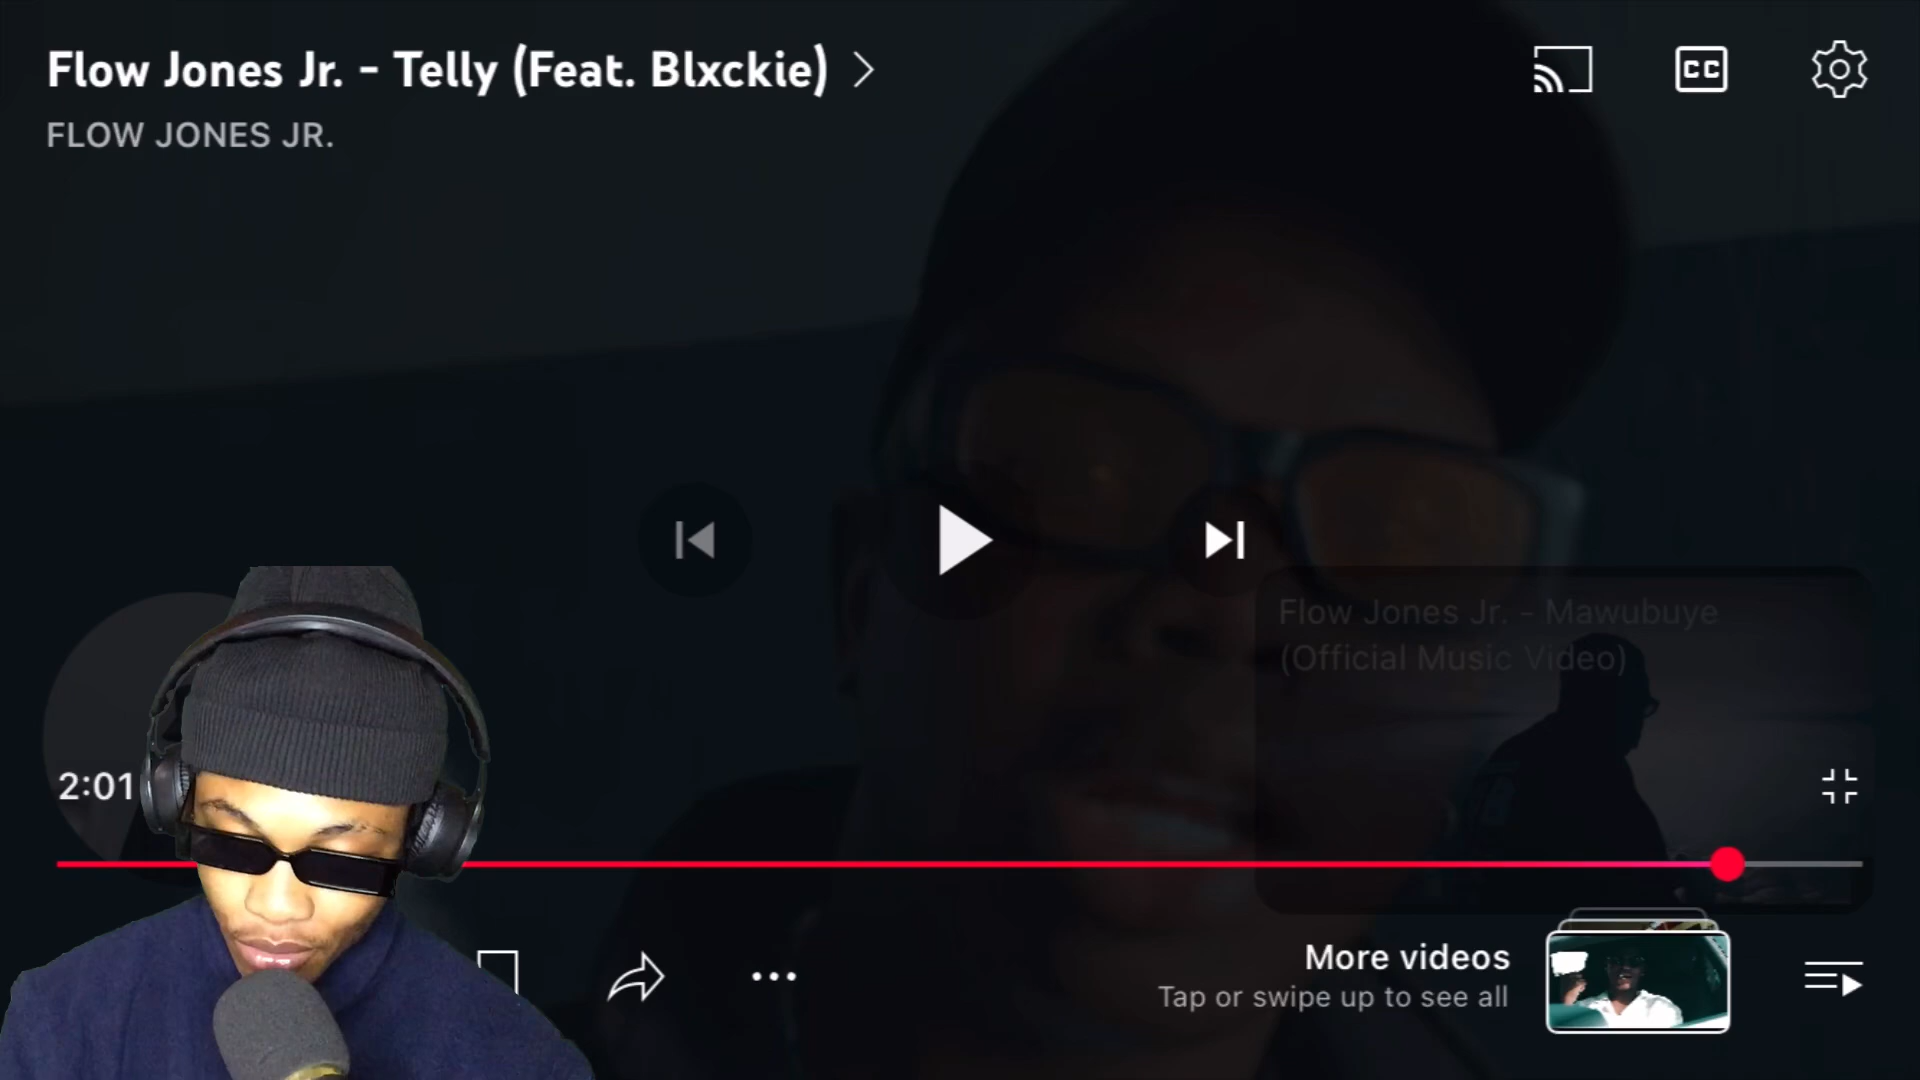 Flow Jones Jr. - Telly (Feat. Blxckie)
CC
FLOW JONES JR.
Flow Jones Jr. - Mawubuye
(Official Music Video)
2:01
More videos
Tap or swipe up to see all